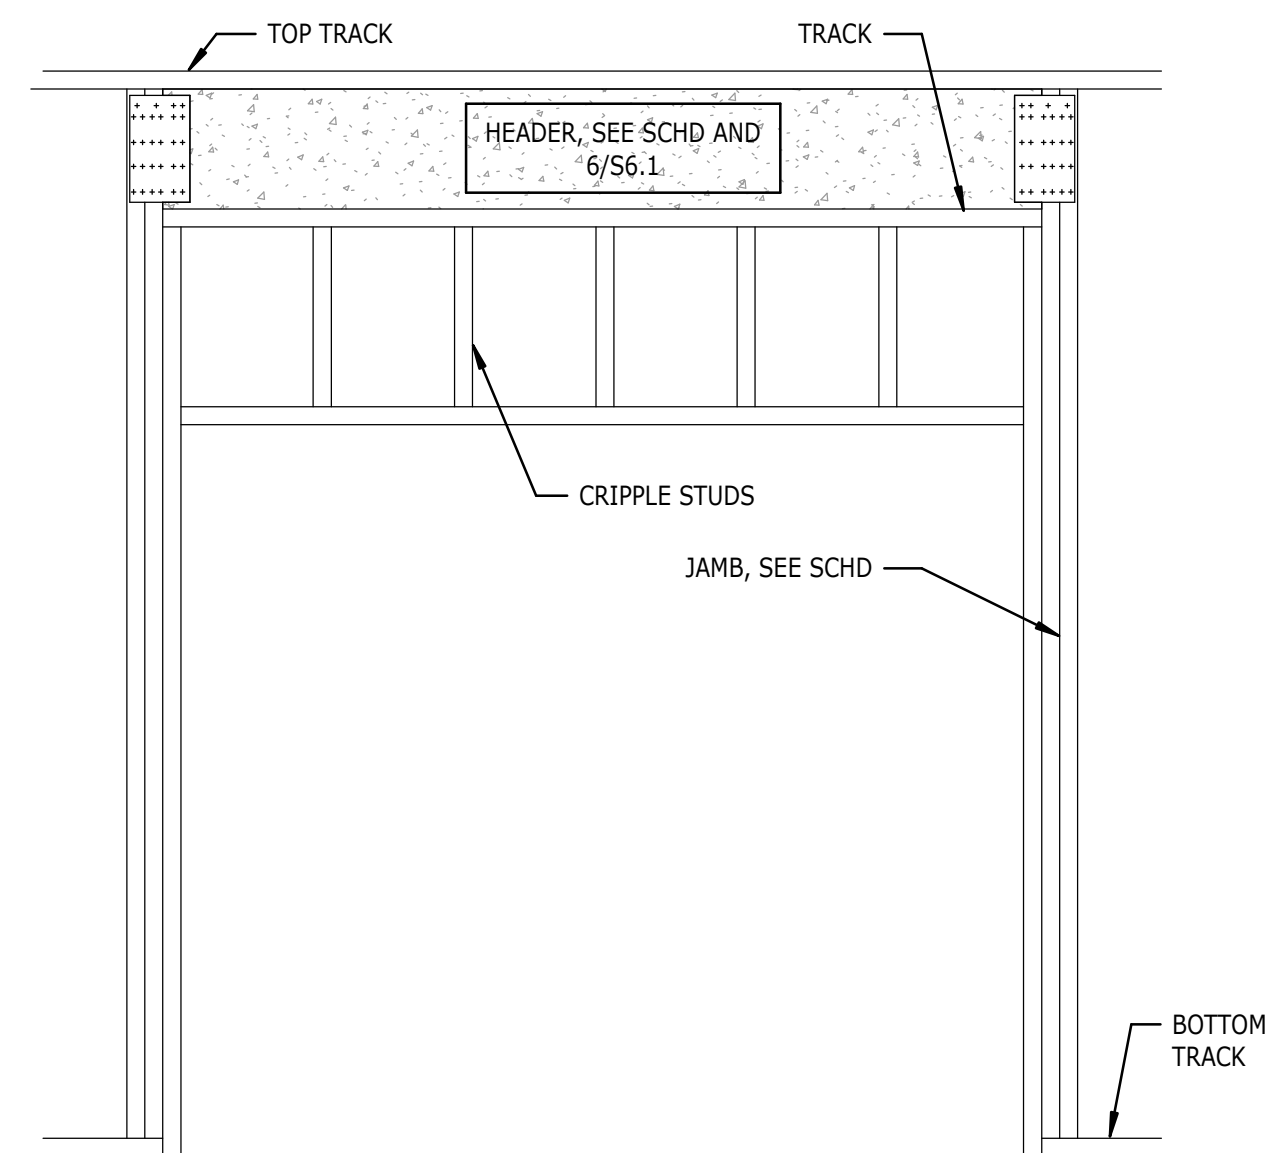 TOP TRACK
TRACK
HEADER, SEE SCHD AND
6/S6.1
CRIPPLE STUDS
JAMB, SEE SCHD
BOTTOM
TRACK